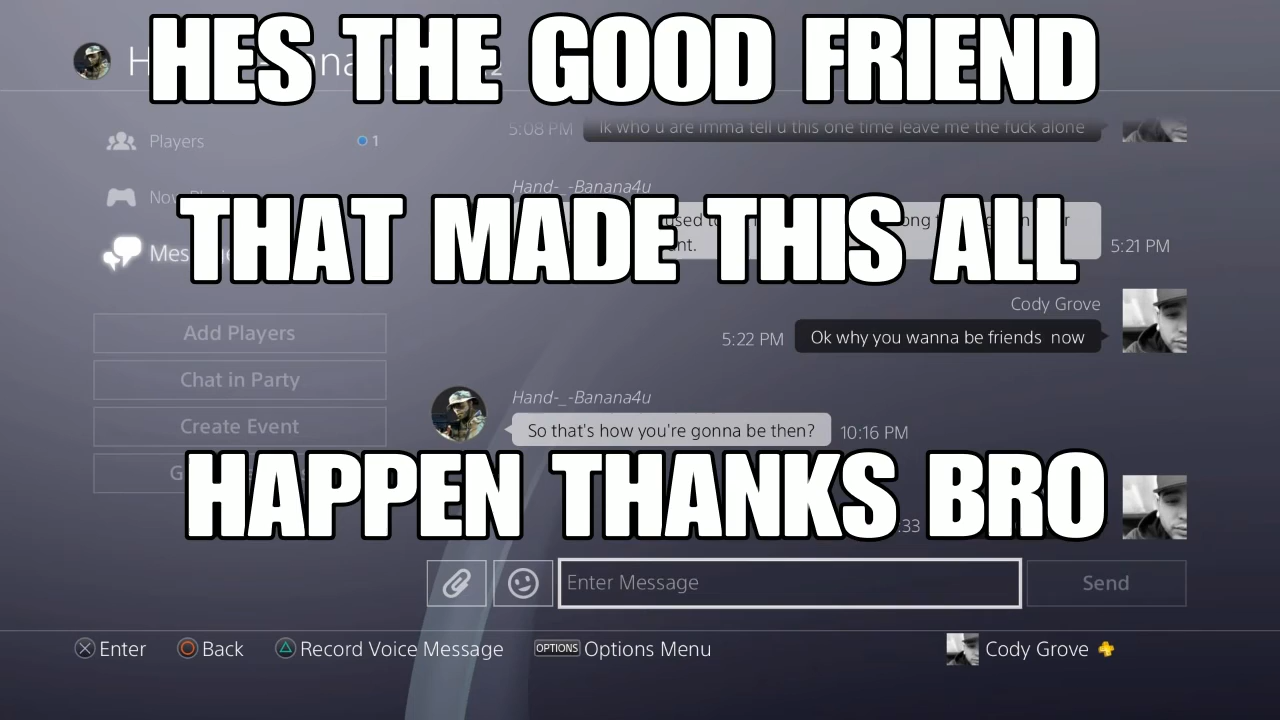 HES THE GOOD FRIEND
Players
1
5:08 PM
Ik who u are imma tell u this one time leave me the fuck alone
Hand-_-Banana4u
THAT MADE THIS ALL
5:21 PM
Cody Grove
5:22 PM
Ok why you wanna be friends now
Add Players
Chat in Party
Create Event
Hand-_-Banana4u
So that's how you're gonna be then?
10:16 PM
HAPPEN THANKS BRO
Enter Message
Send
Enter
Back
Record Voice Message
OPTIONS
Options Menu
Cody Grove